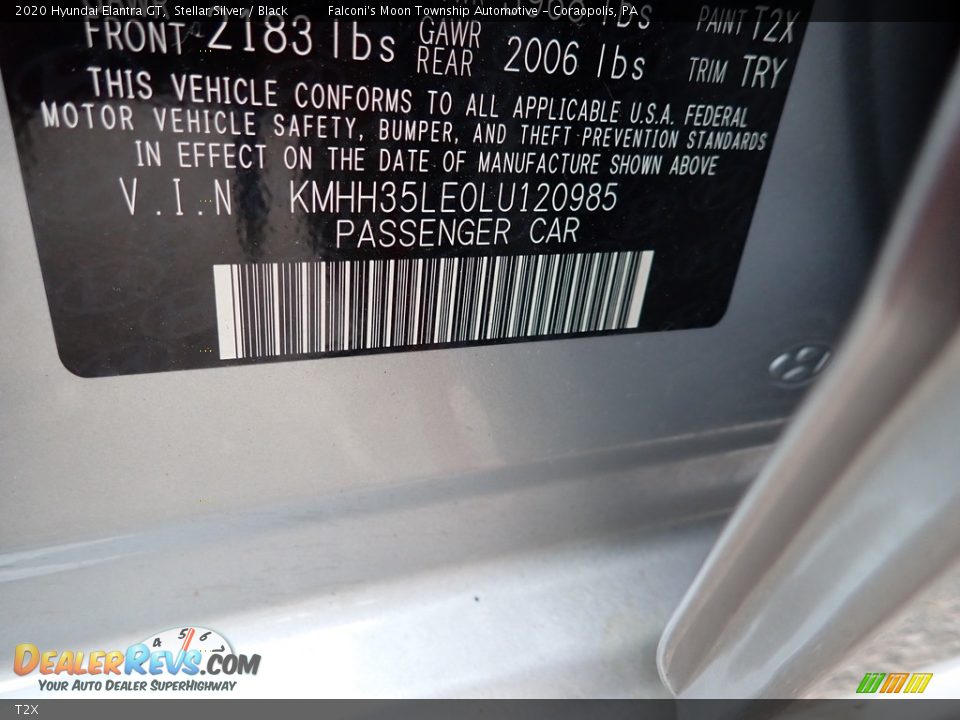 2020 Hyundai Elantra GT, Stellar Silver / Black Falconi's Moon Township Automotive - Coraopolis, PA
FRONT 2183 lbs GAWR REAR 2006 lbs
PAINT T2X
TRIM TRY
THIS VEHICLE CONFORMS TO ALL APPLICABLE U.S.A. FEDERAL
MOTOR VEHICLE SAFETY, BUMPER, AND THEFT PREVENTION STANDARDS
IN EFFECT ON THE DATE OF MANUFACTURE SHOWN ABOVE
V.I.N KMHH35LE0LU120985
PASSENGER CAR
4 5 6
DEALERREVS.COM
YOUR AUTO DEALER SUPERHIGHWAY
T2X